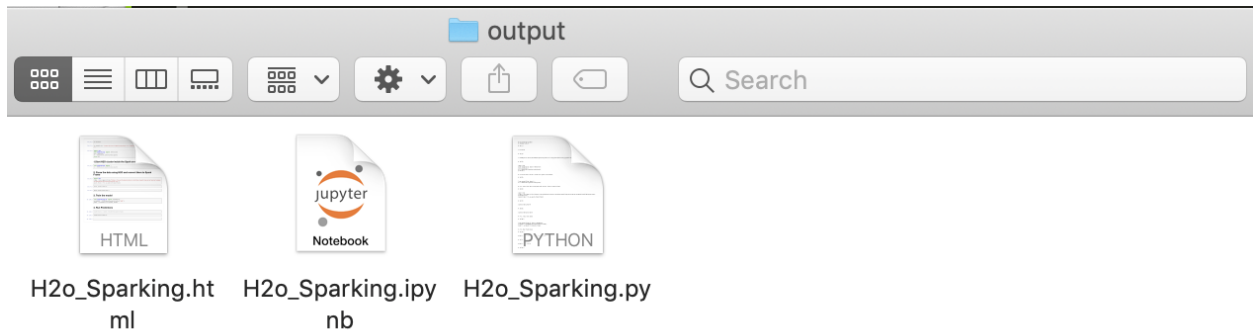 output
Search
HTML
jupyter
Notebook
PYTHON
H2o_Sparking.ht
ml
H2o_Sparking.ipy
nb
H2o_Sparking.py